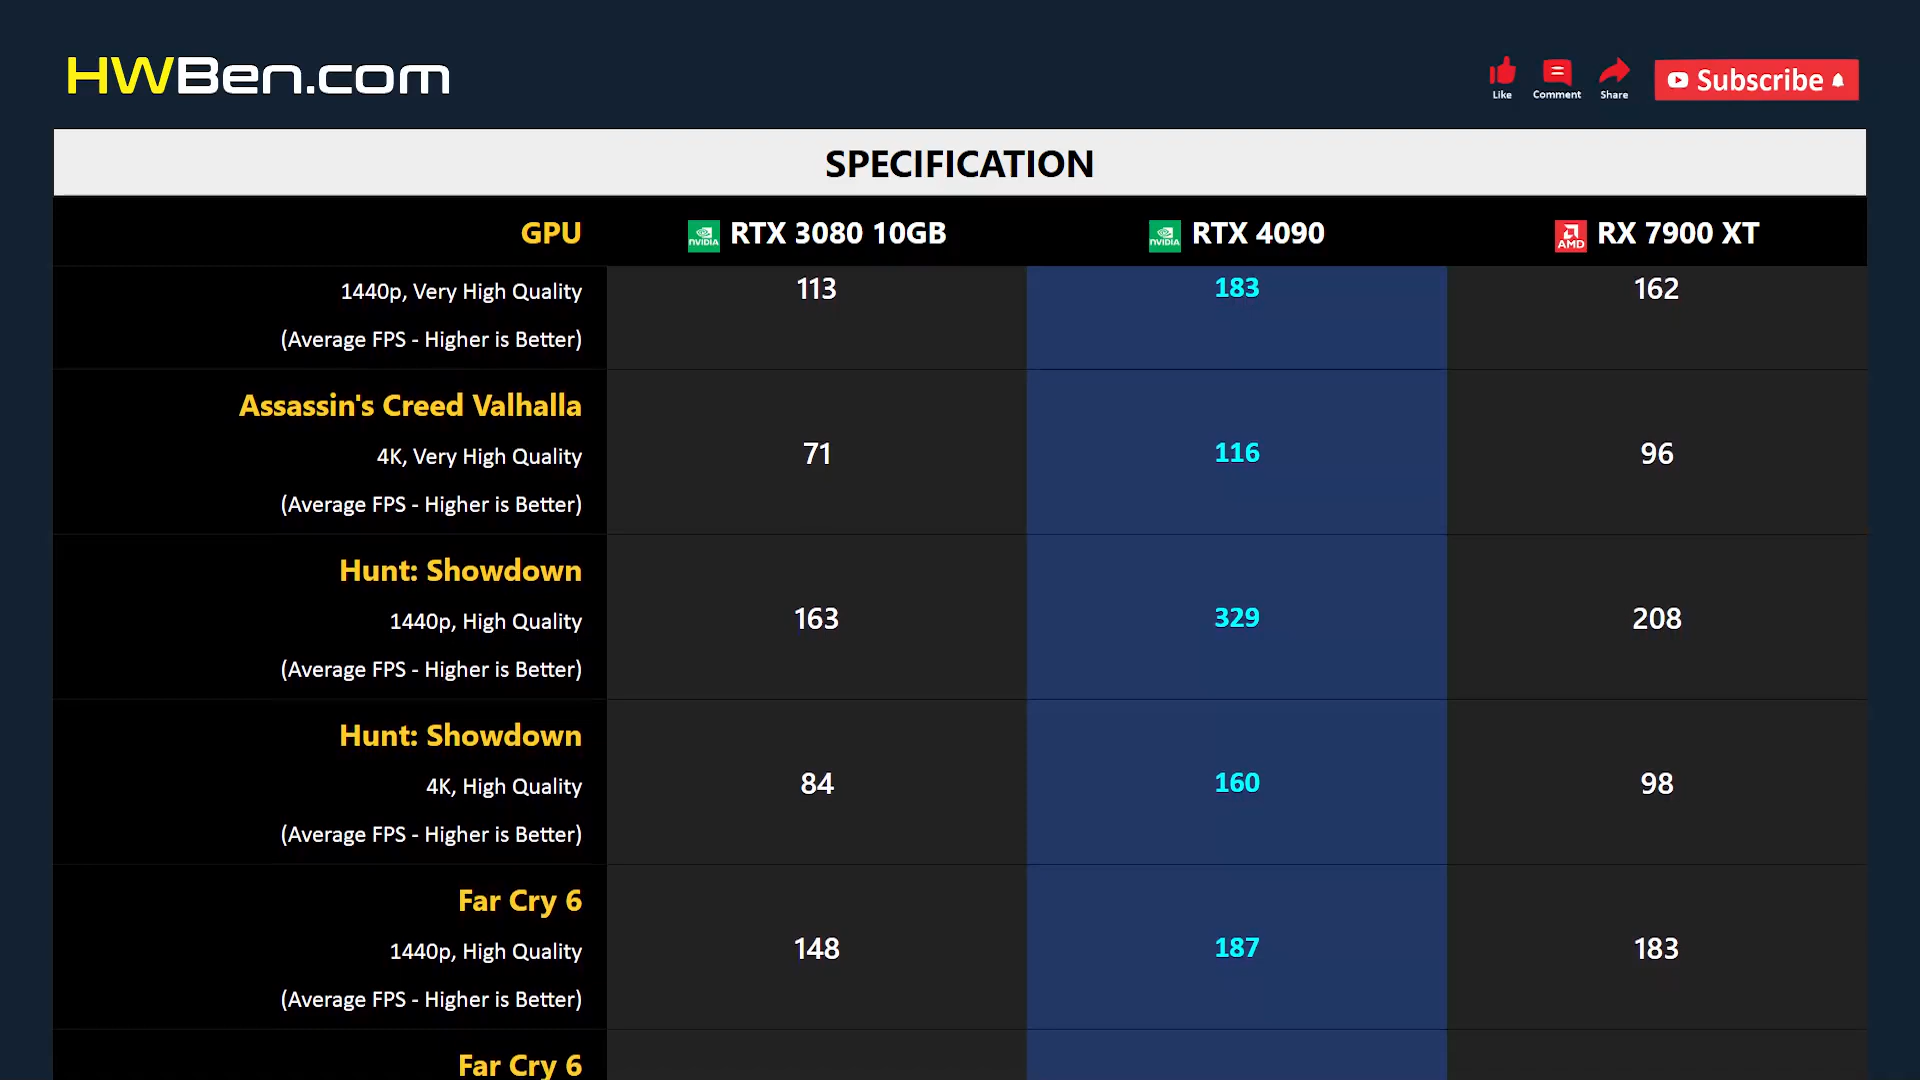 HWBen.com
Like
Comment
Share
Subscribe
SPECIFICATION
GPU
NVIDIA RTX 3080 10GB
NVIDIA RTX 4090
AMD RX 7900 XT
1440p, Very High Quality
(Average FPS - Higher is Better)
113
183
162
Assassin's Creed Valhalla
4K, Very High Quality
(Average FPS - Higher is Better)
71
116
96
Hunt: Showdown
1440p, High Quality
(Average FPS - Higher is Better)
163
329
208
Hunt: Showdown
4K, High Quality
(Average FPS - Higher is Better)
84
160
98
Far Cry 6
1440p, High Quality
(Average FPS - Higher is Better)
148
187
183
Far Cry 6